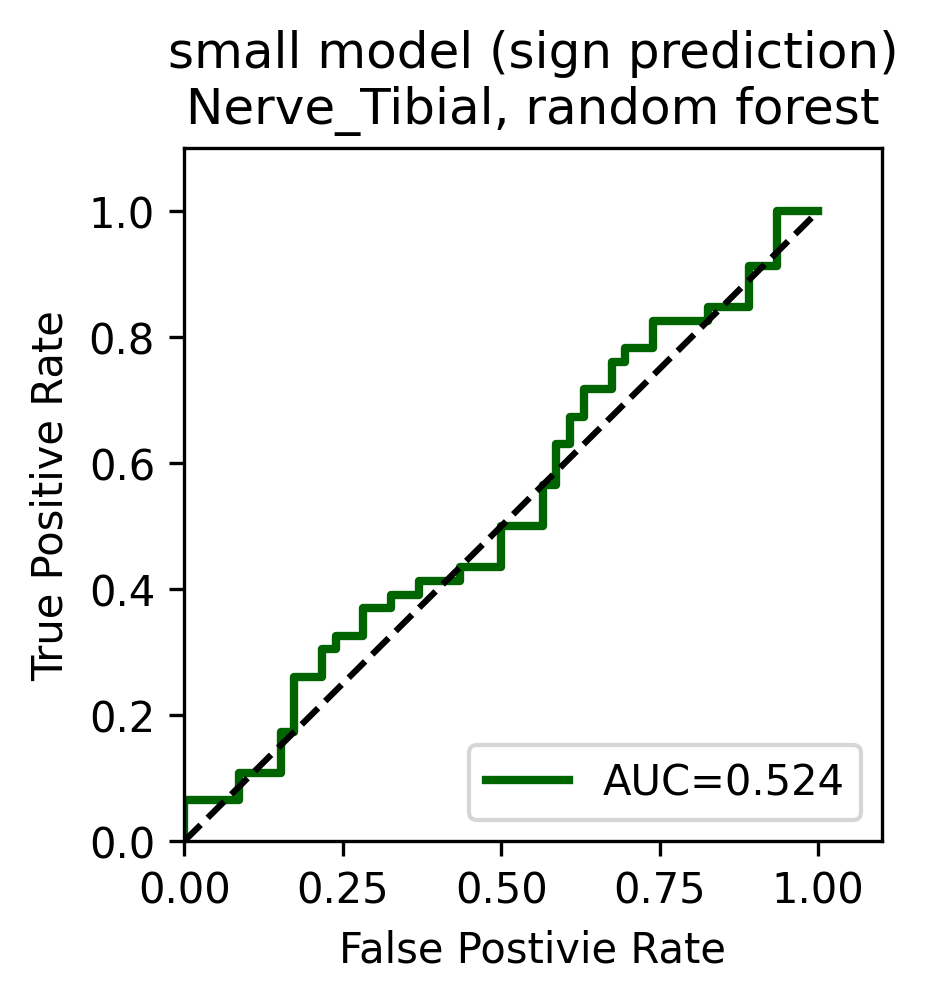 small model (sign prediction)
Nerve_Tibial, random forest
True Positive Rate
1.0
0.8
0.6
0.4
0.2
0.0
AUC=0.524
0.00 0.25 0.50 0.75 1.00
False Postivie Rate